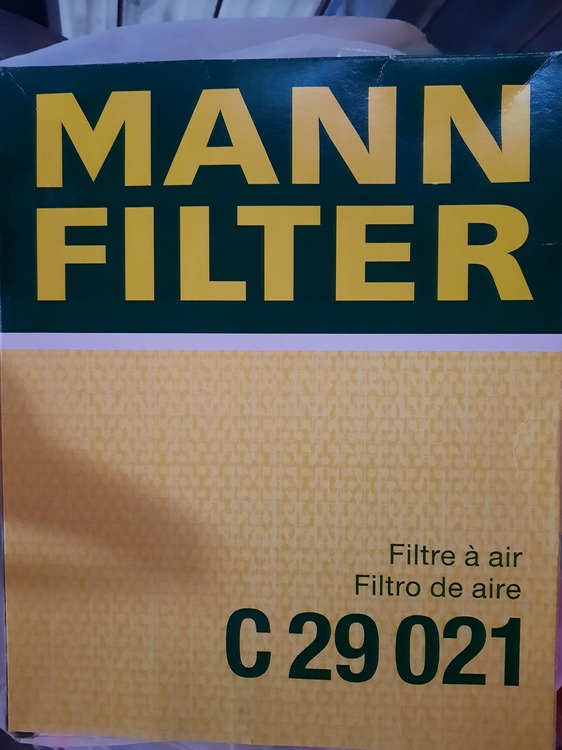 MANN
FILTER
Filtre à air
Filtro de aire
C 29 021